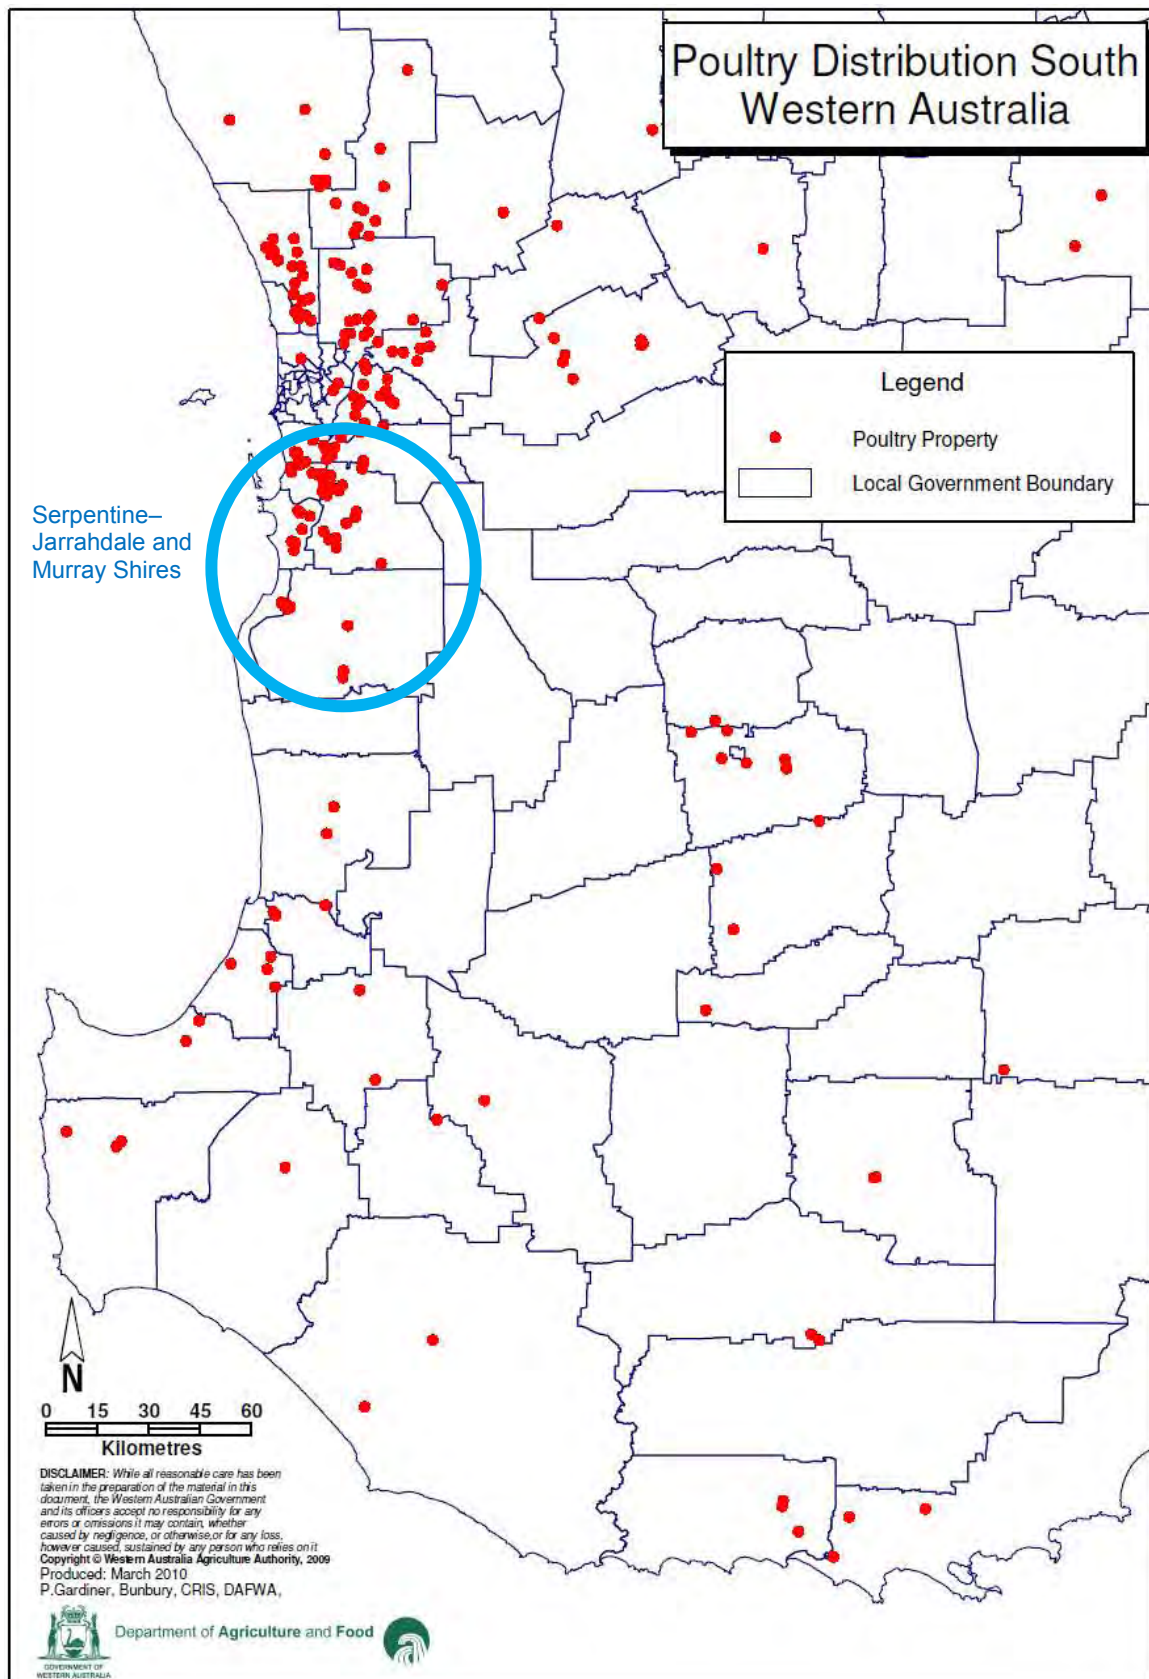 Poultry Distribution South
Western Australia
Legend
Poultry Property
Local Government Boundary
Serpentine–
Jarrahdale and
Murray Shires
N
0 15 30 45 60
Kilometres
DISCLAIMER: While all reasonable care has been
taken in the preparation of the material in this
document, the Western Australian Government
and its officers accept no responsibility for any
errors or omissions it may contain, whether
caused by negligence, or otherwise,or for any loss,
however caused, sustained by any person who relies on it
Copyright © Western Australia Agriculture Authority, 2009
Produced: March 2010
P.Gardiner, Bunbury, CRIS, DAFWA,
Department of Agriculture and Food
GOVERNMENT OF
WESTERN AUSTRALIA